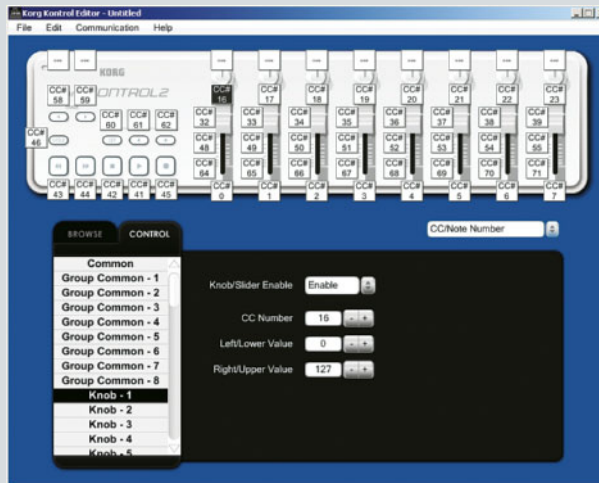 Korg Kontrol Editor - Untitled
File Edit Communication Help
KORG
CONTROL2
CC# 58 CC# 59 CC# 16 CC# 17 CC# 18 CC# 19 CC# 20 CC# 21 CC# 22 CC# 23
CC# 46 CC# 60 CC# 61 CC# 62 CC# 32 CC# 33 CC# 34 CC# 35 CC# 36 CC# 37 CC# 38 CC# 39
CC# 48 CC# 49 CC# 50 CC# 51 CC# 52 CC# 53 CC# 54 CC# 55
CC# 64 CC# 65 CC# 66 CC# 67 CC# 68 CC# 69 CC# 70 CC# 71
CC# 43 CC# 44 CC# 42 CC# 41 CC# 45 CC# 0 CC# 1 CC# 2 CC# 3 CC# 4 CC# 5 CC# 6 CC# 7
CC/Note Number
BROWSE CONTROL
Common
Group Common - 1
Group Common - 2
Group Common - 3
Group Common - 4
Group Common - 5
Group Common - 6
Group Common - 7
Group Common - 8
Knob - 1
Knob - 2
Knob - 3
Knob - 4
Knob - 5
Knob/Slider Enable Enable
CC Number 16 - +
Left/Lower Value 0 - +
Right/Upper Value 127 - +